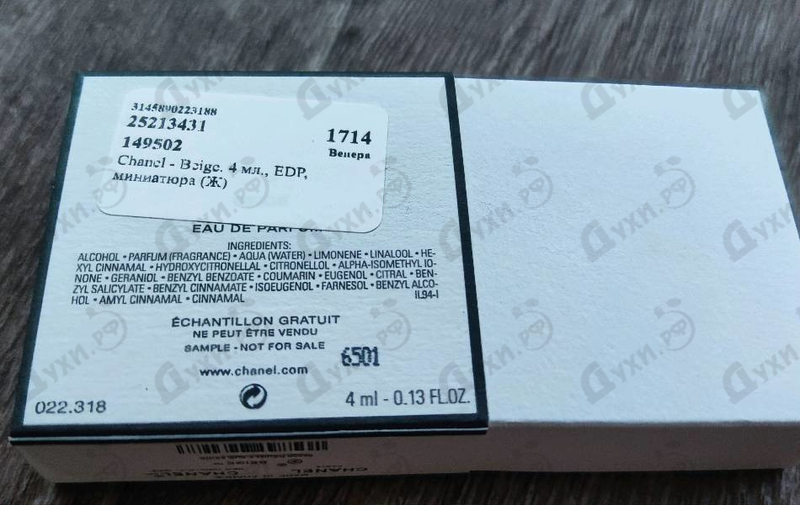 3145890223188
25213431
149502
1714
Венера
Chanel - Beige. 4 мл., EDP,
миниатюра (Ж)
EAU DE PARFUM
INGREDIENTS:
ALCOHOL • PARFUM (FRAGRANCE) • AQUA (WATER) • LIMONENE • LINALOOL • HE-
XYL CINNAMAL • HYDROXYCITRONELLAL • CITRONELLOL • ALPHA-ISOMETHYL IO-
NONE • GERANIOL • BENZYL BENZOATE • COUMARIN • EUGENOL • CITRAL • BEN-
ZYL SALICYLATE • BENZYL CINNAMATE • ISOEUGENOL • FARNESOL • BENZYL ALCO-
HOL • AMYL CINNAMAL • CINNAMAL IL94-I
ÉCHANTILLON GRATUIT
NE PEUT ÊTRE VENDU
SAMPLE - NOT FOR SALE
6501
www.chanel.com
022.318
4 ml - 0.13 FL.OZ.
CHANEL
Духи.рф